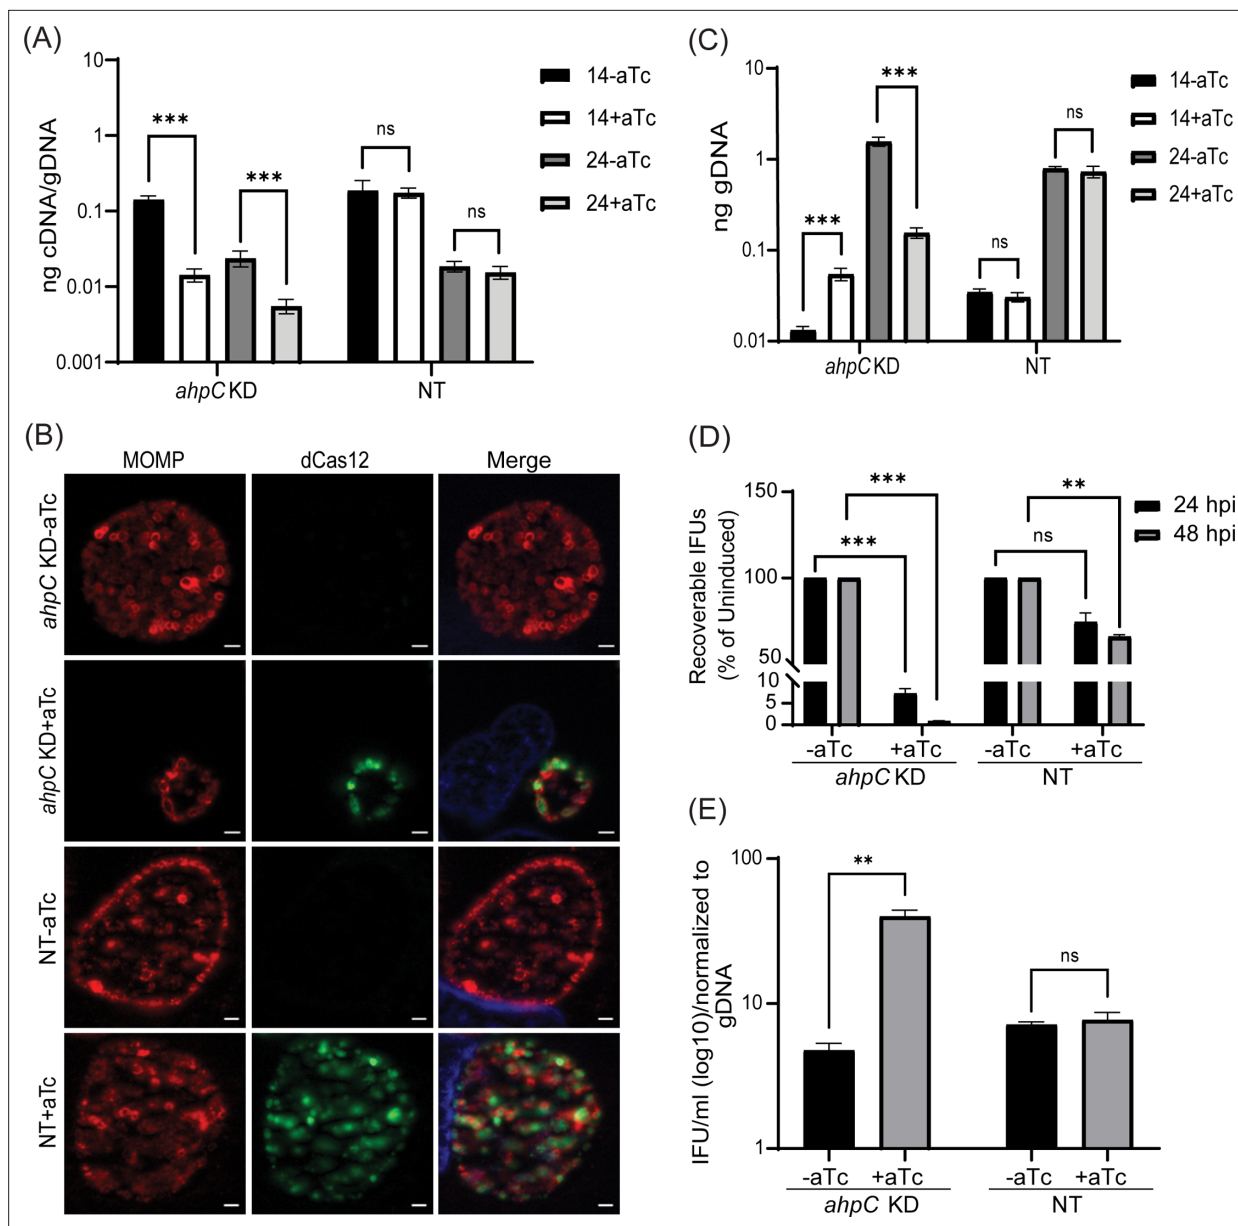 (A)
10
1
0.1
0.01
0.001
ng cDNA/gDNA
***
***
ns
ns
ahpC KD
NT
14-aTc
14+aTc
24-aTc
24+aTc
(C)
10
1
0.1
0.01
ng gDNA
***
***
ns
ns
ahpC KD
NT
14-aTc
14+aTc
24-aTc
24+aTc
(B)
MOMP dCas12 Merge
ahpC KD-aTc
ahpC KD+aTc
NT-aTc
NT+aTc
(D)
150
100
50
10
5
0
Recoverable IFUs
(% of Uninduced)
***
***
**
ns
24 hpi
48 hpi
-aTc +aTc -aTc +aTc
ahpC KD NT
(E)
100
10
1
IFU/ml (log10)/normalized to
gDNA
**
ns
-aTc +aTc -aTc +aTc
ahpC KD NT